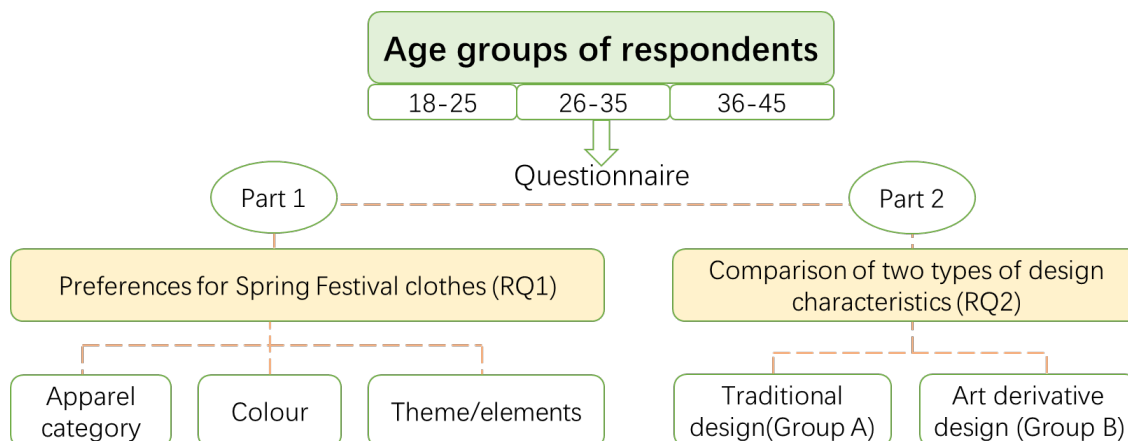 Age groups of respondents
18-25
26-35
36-45
Questionnaire
Part 1
Part 2
Preferences for Spring Festival clothes (RQ1)
Comparison of two types of design
characteristics (RQ2)
Apparel
category
Colour
Theme/elements
Traditional
design(Group A)
Art derivative
design (Group B)